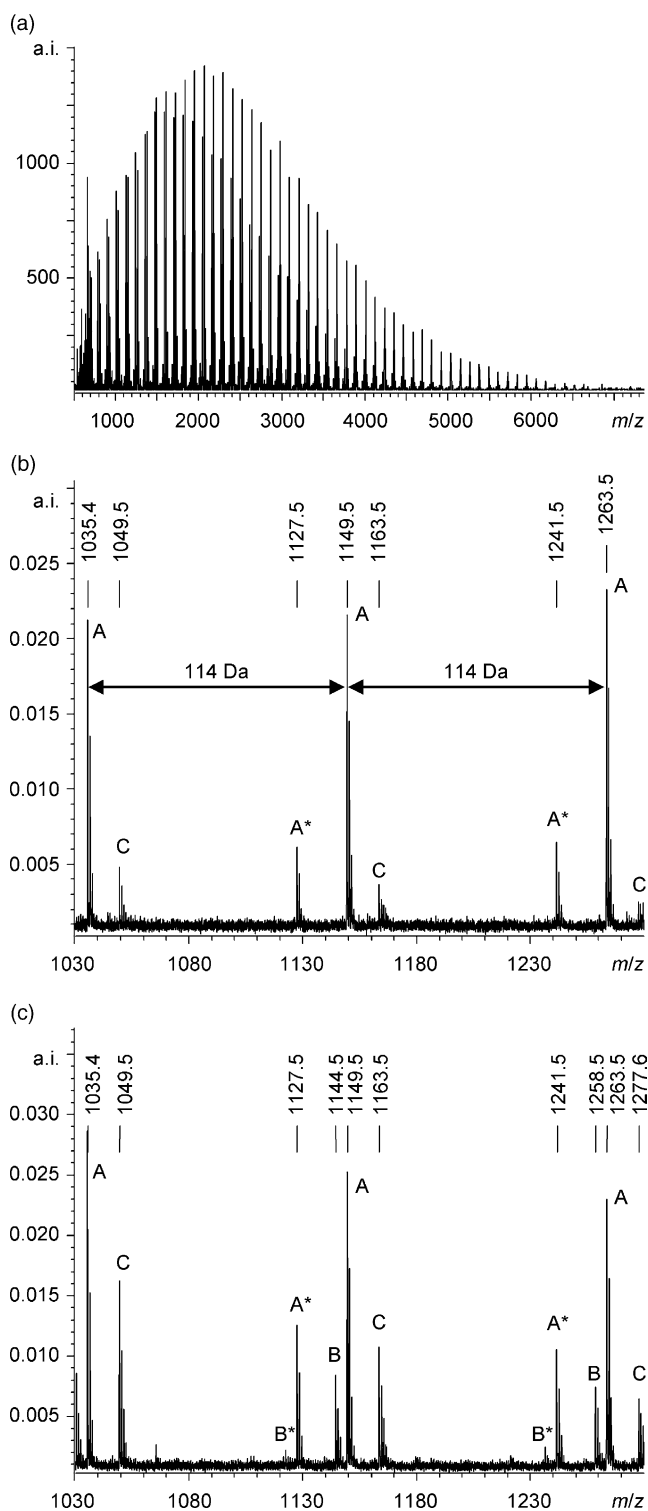 (a)
a.i.
1000
500
1000 2000 3000 4000 5000 6000 m/z
(b)
a.i.
1035.4 1049.5 1127.5 1149.5 1163.5 1241.5 1263.5
0.025
0.020
0.015
0.010
0.005
A A A
114 Da 114 Da
A* A*
C C C
1030 1080 1130 1180 1230 m/z
(c)
a.i.
1035.4 1049.5 1127.5 1144.5 1149.5 1163.5 1241.5 1258.5 1263.5 1277.6
0.030
0.025
0.020
0.015
0.010
0.005
A A A
C A* C A*
B B C
B* B*
1030 1080 1130 1180 1230 m/z